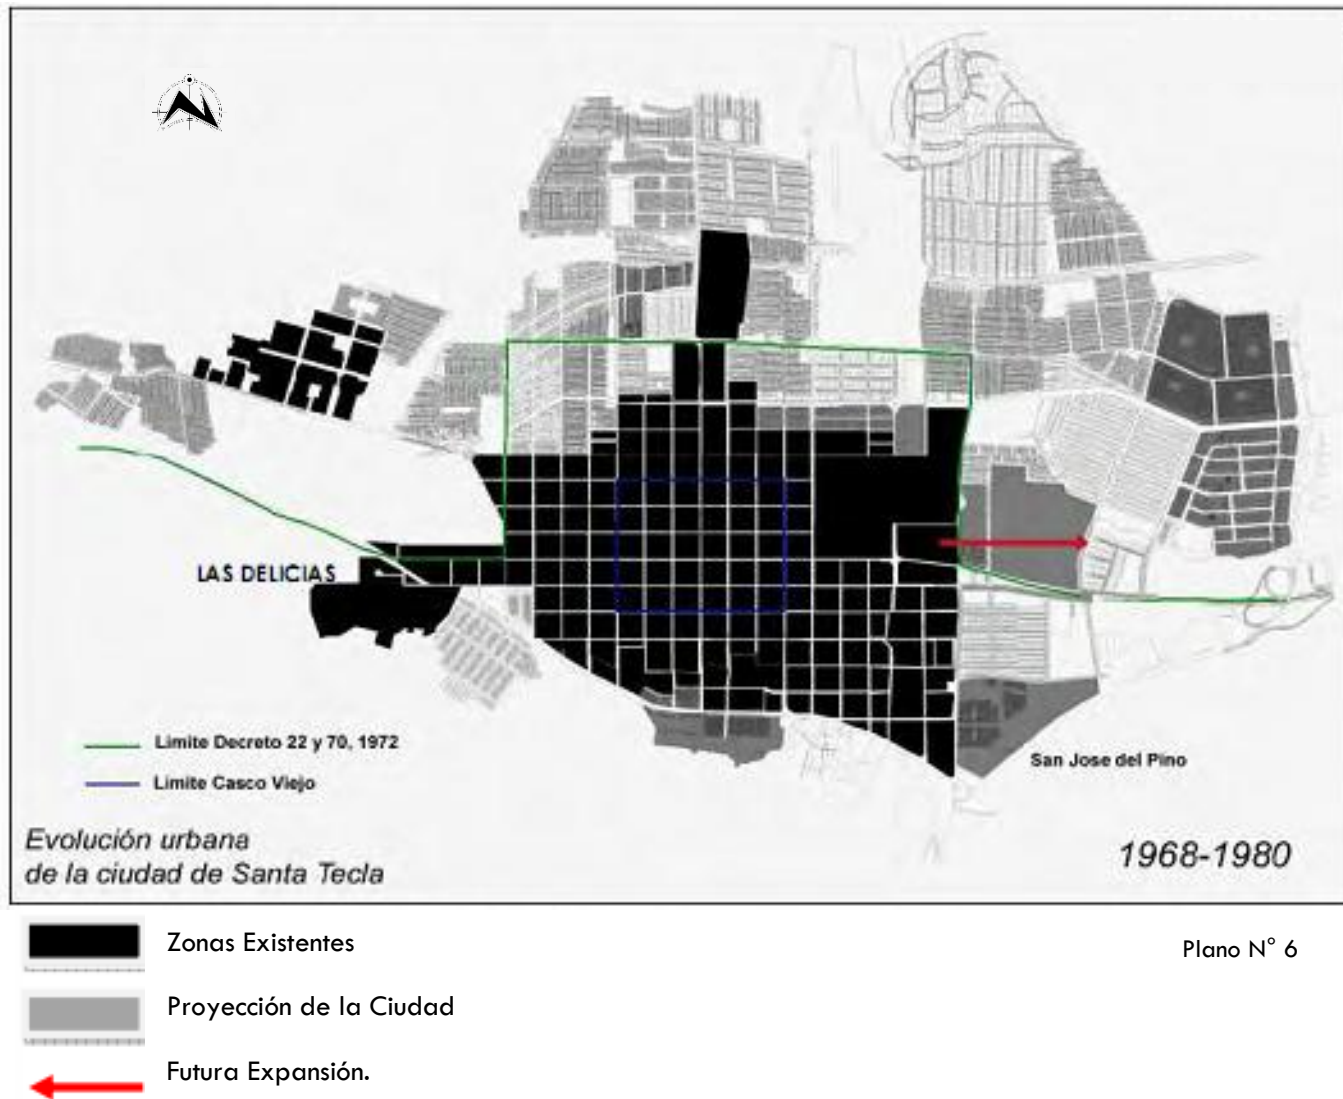 LAS DELICIAS
Limite Decreto 22 y 70, 1972
Limite Casco Viejo
San Jose del Pino
Evolución urbana
de la ciudad de Santa Tecla
1968-1980
Zonas Existentes
Plano N° 6
Proyección de la Ciudad
Futura Expansión.